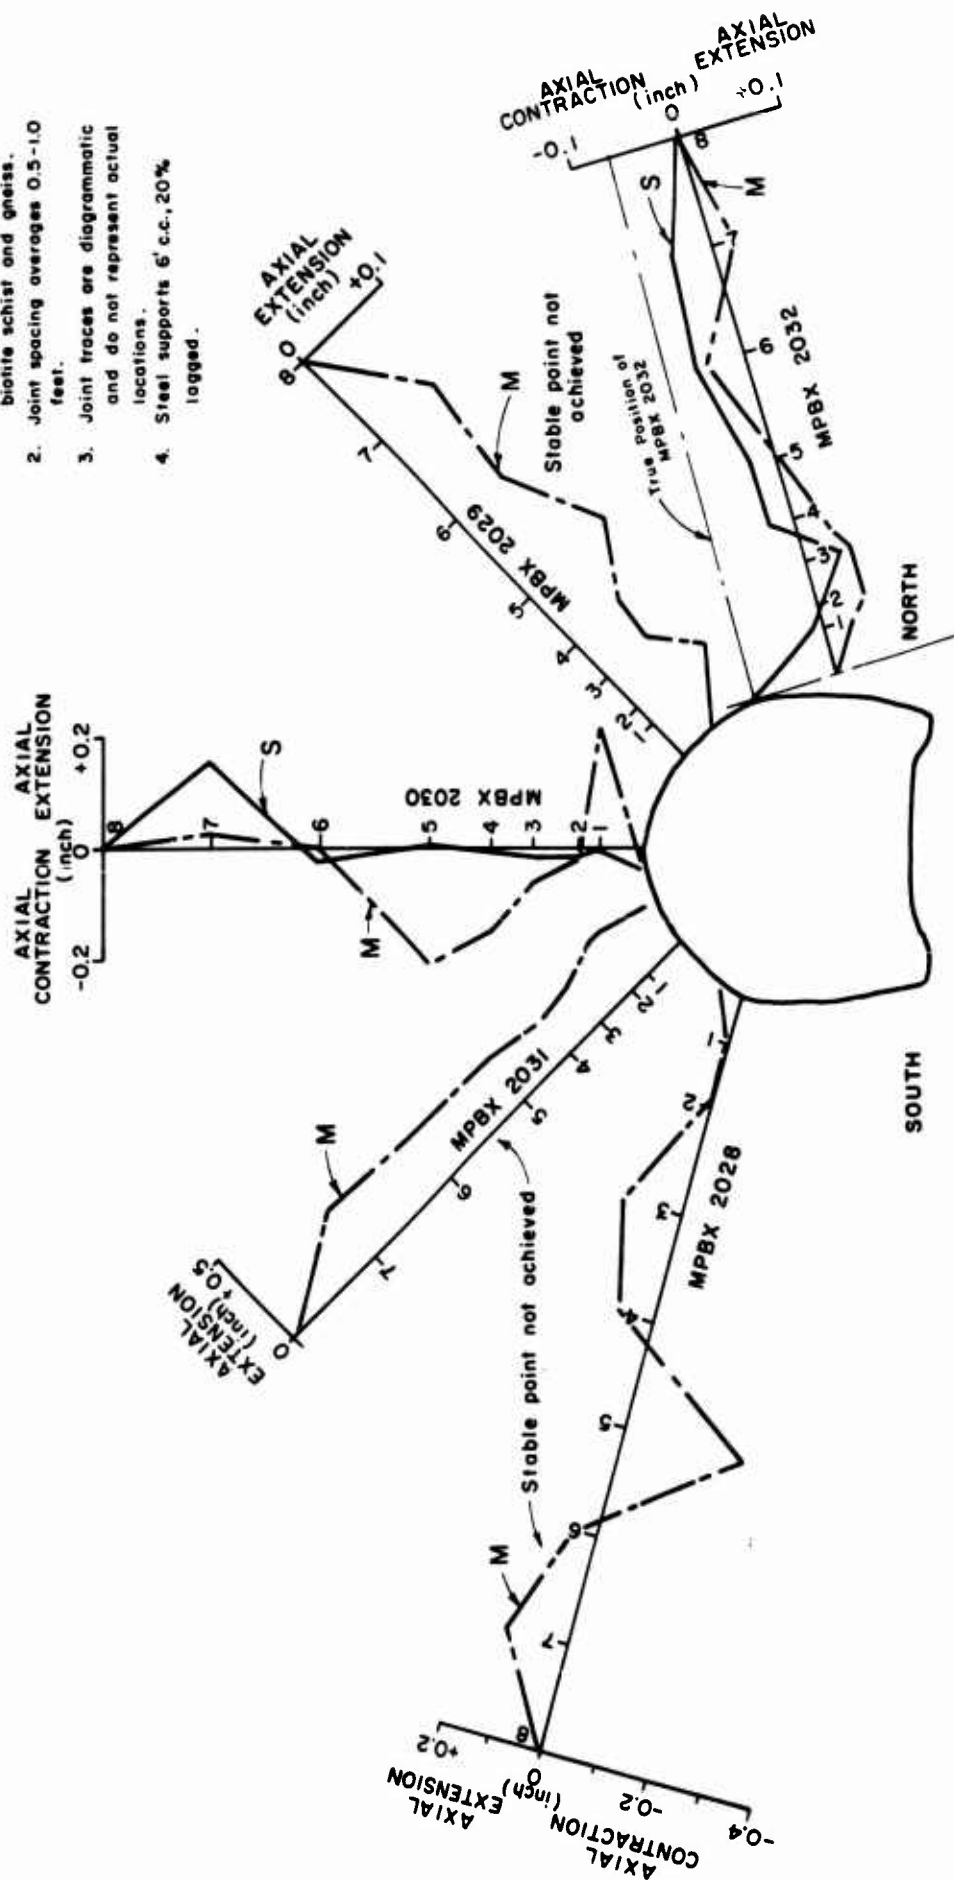 biotite schist and gneiss.
2. Joint spacing averages 0.5-1.0
feet.
3. Joint traces are diagrammatic
and do not represent actual
locations.
4. Steel supports 6' c.c., 20%
lagged.
AXIAL
CONTRACTION
AXIAL
EXTENSION
(inch)
-0.2
0
+0.2
8
7
6
5
4
3
2
1
S
M
MPBX 2030
AXIAL
EXTENSION
(inch)
0
+0.1
8
7
6
5
4
3
2
1
M
MPBX 2029
Stable point not
achieved
AXIAL
CONTRACTION
(inch)
AXIAL
EXTENSION
-0.1
0
+0.1
8
7
6
5
4
3
2
1
S
M
MPBX 2032
True Position of
MPBX 2032
NORTH
AXIAL
EXTENSION
(inch)
0
+0.5
7
6
5
4
3
2
1
M
MPBX 2031
Stable point not achieved
AXIAL
EXTENSION
(inch)
AXIAL
CONTRACTION
+0.2
0
-0.2
-0.4
8
7
6
5
4
3
2
1
M
MPBX 2028
SOUTH